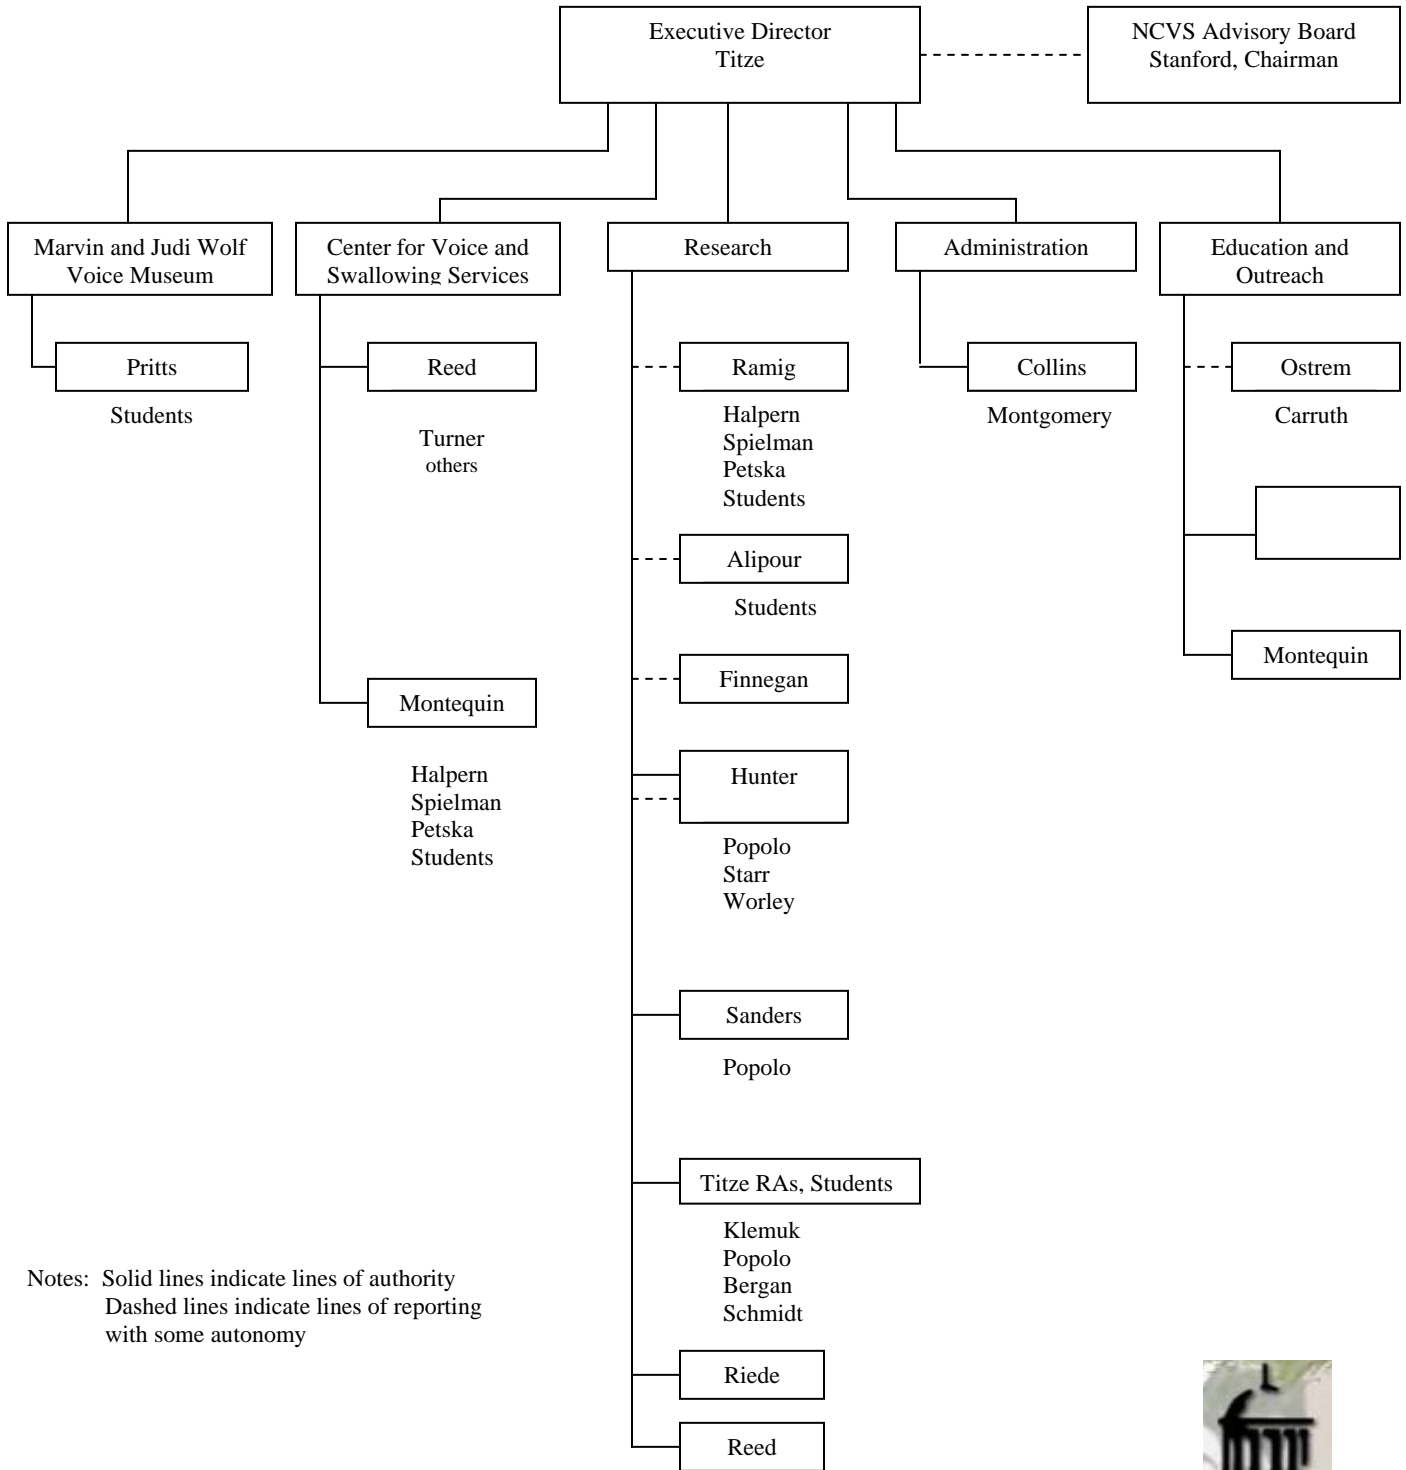 Executive Director
Titze
NCVS Advisory Board
Stanford, Chairman
Marvin and Judi Wolf
Voice Museum
Center for Voice and
Swallowing Services
Research
Administration
Education and
Outreach
Pritts
Students
Reed
Turner
others
Montequin
Halpern
Spielman
Petska
Students
Ramig
Halpern
Spielman
Petska
Students
Alipour
Students
Finnegan
Hunter
Popolo
Starr
Worley
Sanders
Popolo
Titze RAs, Students
Klemuk
Popolo
Bergan
Schmidt
Riede
Reed
Collins
Montgomery
Ostrem
Carruth
Montequin
Notes: Solid lines indicate lines of authority
Dashed lines indicate lines of reporting
with some autonomy